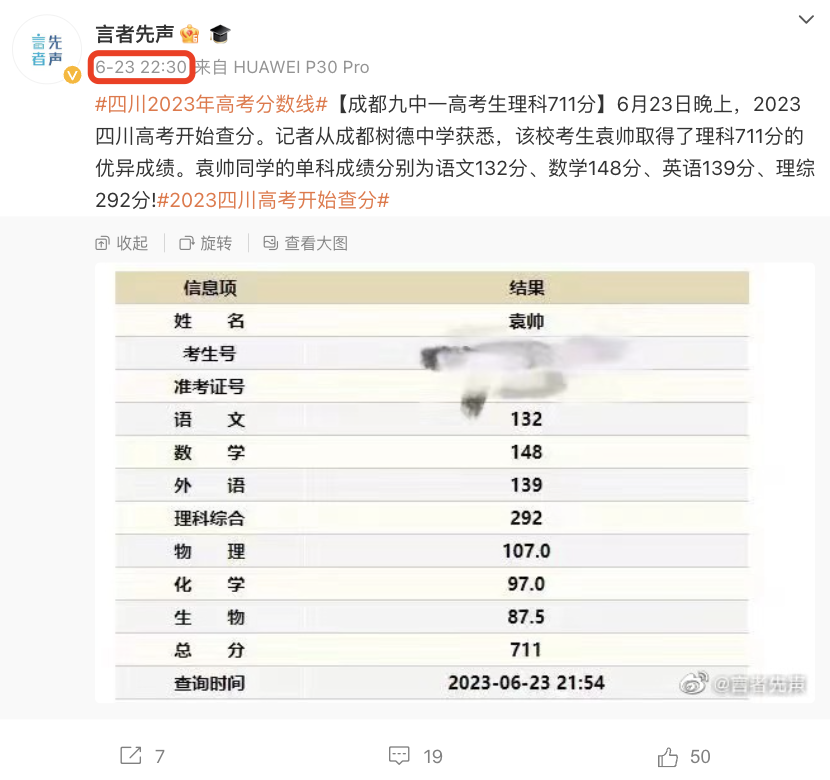 言者先声
言者
先声
6-23 22:30 来自 HUAWEI P30 Pro
#四川2023年高考分数线#【成都九中一高考生理科711分】6月23日晚上，2023
四川高考开始查分。记者从成都树德中学获悉，该校考生袁帅取得了理科711分的
优异成绩。袁帅同学的单科成绩分别为语文132分、数学148分、英语139分、理综
292分!#2023四川高考开始查分#
收起 旋转 查看大图
信息项 结果
姓 名 袁帅
考生号
准考证号
语 文 132
数 学 148
外 语 139
理科综合 292
物 理 107.0
化 学 97.0
生 物 87.5
总 分 711
查询时间 2023-06-23 21:54
@言者先声
7 19 50